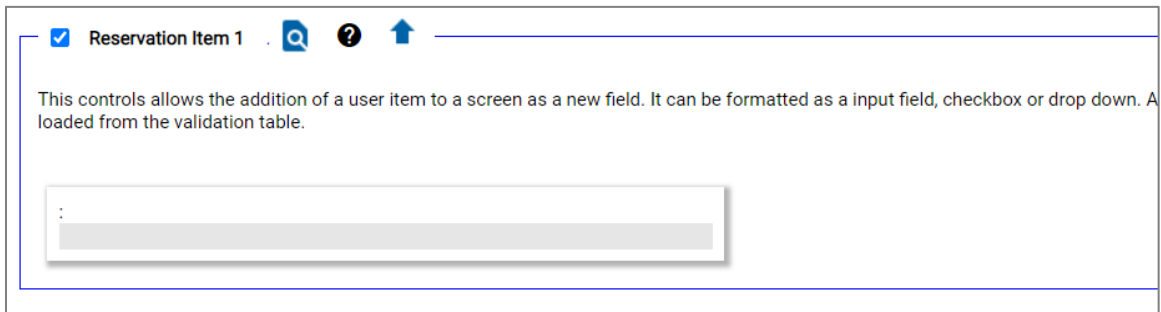 Reservation Item 1 .
This controls allows the addition of a user item to a screen as a new field. It can be formatted as a input field, checkbox or drop down. A
loaded from the validation table.
: